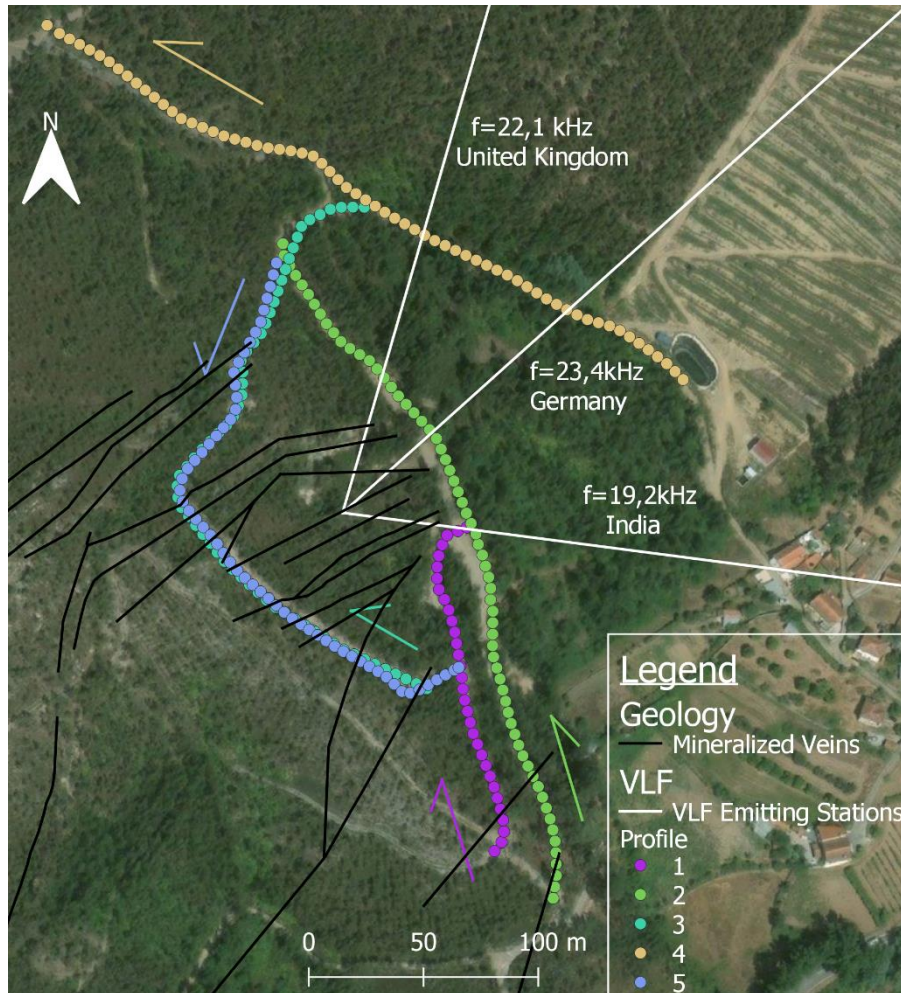 N
f=22,1 kHz
United Kingdom
f=23,4kHz
Germany
f=19,2kHz
India
Legend
Geology
Mineralized Veins
VLF
VLF Emitting Stations
Profile
1
2
3
4
5
0 50 100 m